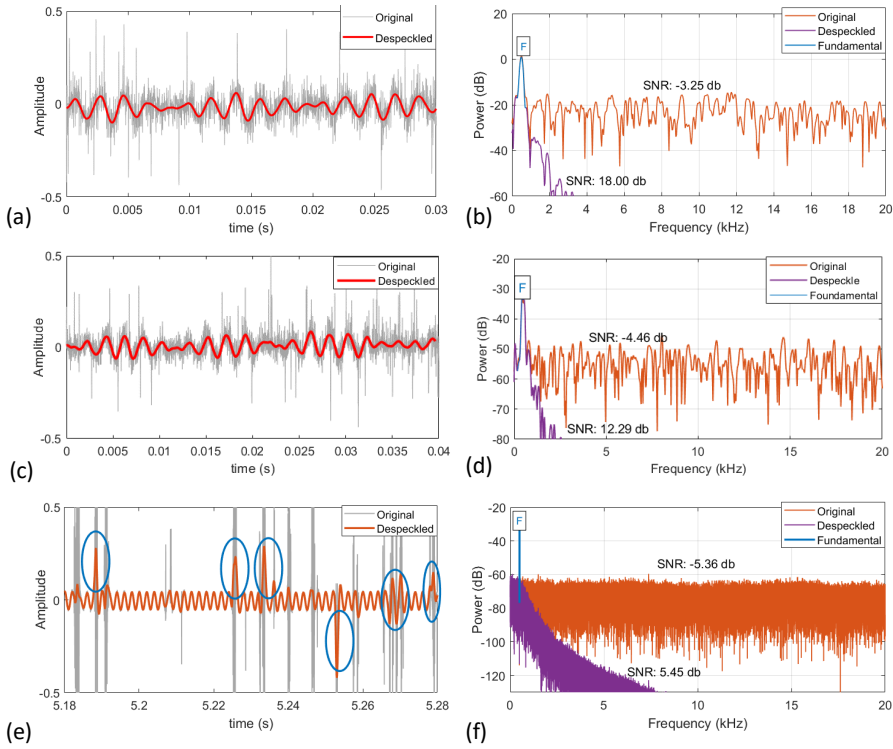 0.5
Original
Despeckled
Amplitude
0
-0.5
0
0.005
0.01
0.015
0.02
0.025
0.03
time (s)
(a)
20
F
Original
Despeckled
Fundamental
Power (dB)
0
-20
-40
-60
SNR: -3.25 db
SNR: 18.00 db
0
2
4
6
8
10
12
14
16
18
20
Frequency (kHz)
(b)
0.5
Original
Despeckled
Amplitude
0
-0.5
0
0.005
0.01
0.015
0.02
0.025
0.03
0.035
0.04
time (s)
(c)
-20
F
Original
Despeckle
Foundamental
Power (dB)
-30
-40
-50
-60
-70
-80
SNR: -4.46 db
SNR: 12.29 db
0
5
10
15
20
Frequency (kHz)
(d)
0.5
Original
Despeckled
Amplitude
0
-0.5
5.18
5.2
5.22
5.24
5.26
5.28
time (s)
(e)
F
Original
Despeckled
Fundamental
Power (dB)
-40
-60
-80
-100
-120
SNR: -5.36 db
SNR: 5.45 db
0
5
10
15
20
Frequency (kHz)
(f)